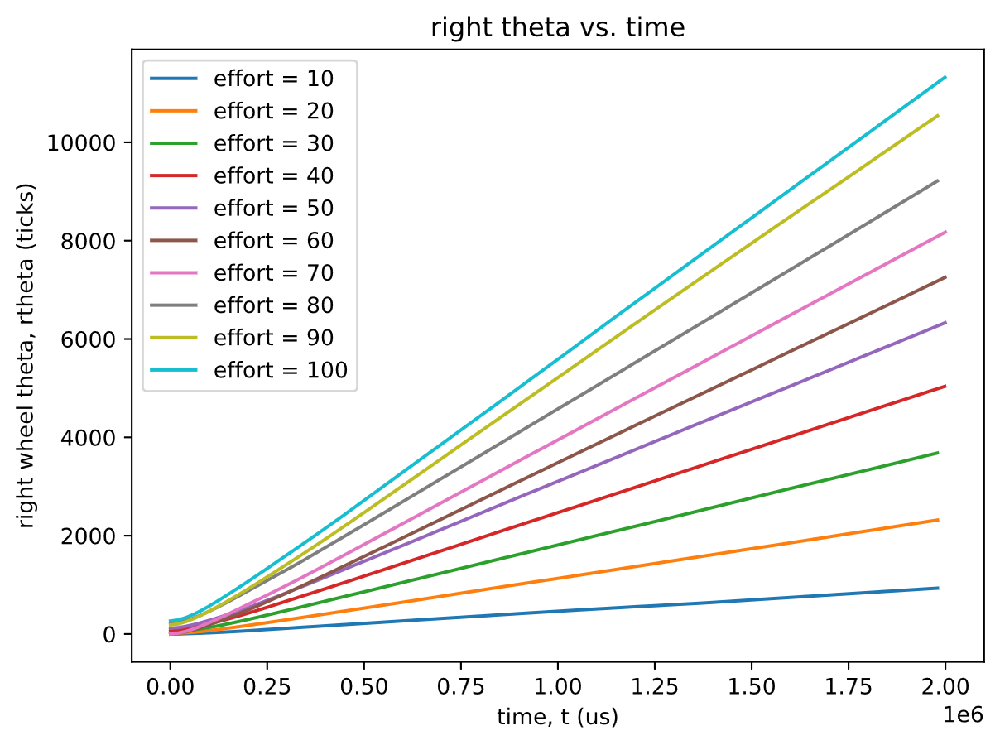 right theta vs. time
effort = 10
effort = 20
effort = 30
effort = 40
effort = 50
effort = 60
effort = 70
effort = 80
effort = 90
effort = 100
right wheel theta, rtheta (ticks)
10000
8000
6000
4000
2000
0
0.00 0.25 0.50 0.75 1.00 1.25 1.50 1.75 2.00
1e6
time, t (us)